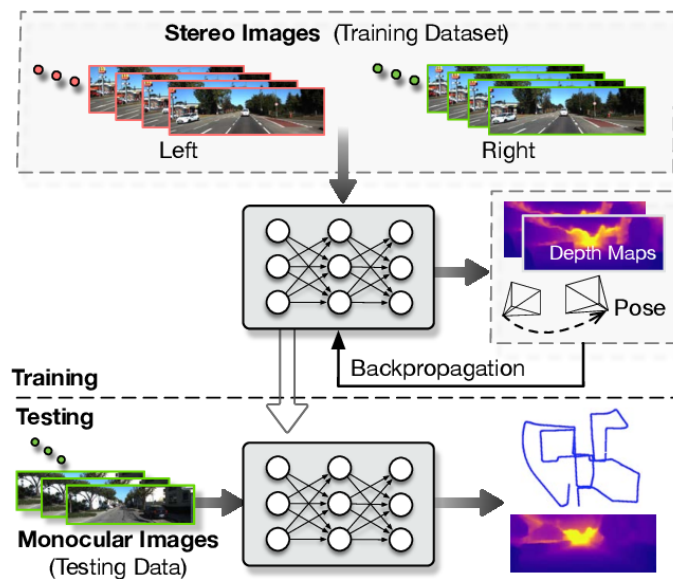 Stereo Images (Training Dataset)
Left
Right
Depth Maps
Pose
Backpropagation
Training
Testing
Monocular Images
(Testing Data)